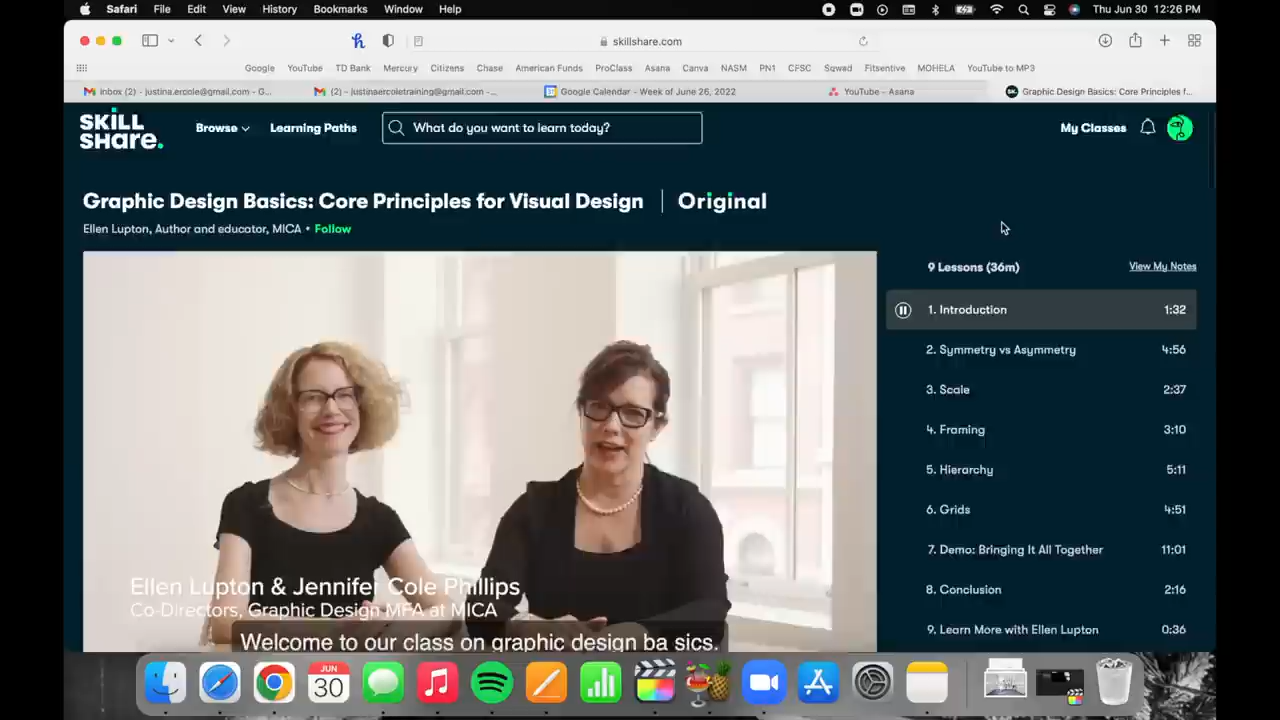 Safari File Edit View History Bookmarks Window Help Thu Jun 30 12:26 PM
skillshare.com
Google YouTube TD Bank Mercury Citizens Chase American Funds ProClass Asana Canva NASM PN1 CFSC Sqwad Fitsentive MOHELA YouTube to MP3
Inbox (2) - justina.ercole@gmail.com - G... (2) - justinaercoletraining@gmail.com -... Google Calendar - Week of June 26, 2022 YouTube - Asana Graphic Design Basics: Core Principles f...
SKILL
SHARE.
Browse Learning Paths What do you want to learn today? My Classes
Graphic Design Basics: Core Principles for Visual Design | Original
Ellen Lupton, Author and educator, MICA • Follow
9 Lessons (36m) View My Notes
1. Introduction 1:32
2. Symmetry vs Asymmetry 4:56
3. Scale 2:37
4. Framing 3:10
5. Hierarchy 5:11
6. Grids 4:51
7. Demo: Bringing It All Together 11:01
8. Conclusion 2:16
9. Learn More with Ellen Lupton 0:36
Ellen Lupton & Jennifer Cole Phillips
Co-Directors, Graphic Design MFA at MICA
Welcome to our class on graphic design ba sics.
JUN
30